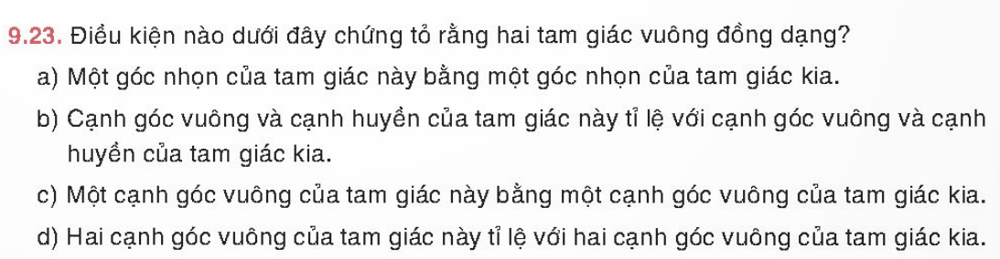 9.23. Điều kiện nào dưới đây chứng tỏ rằng hai tam giác vuông đồng dạng?
a) Một góc nhọn của tam giác này bằng một góc nhọn của tam giác kia.
b) Cạnh góc vuông và cạnh huyền của tam giác này tỉ lệ với cạnh góc vuông và cạnh
huyền của tam giác kia.
c) Một cạnh góc vuông của tam giác này bằng một cạnh góc vuông của tam giác kia.
d) Hai cạnh góc vuông của tam giác này tỉ lệ với hai cạnh góc vuông của tam giác kia.